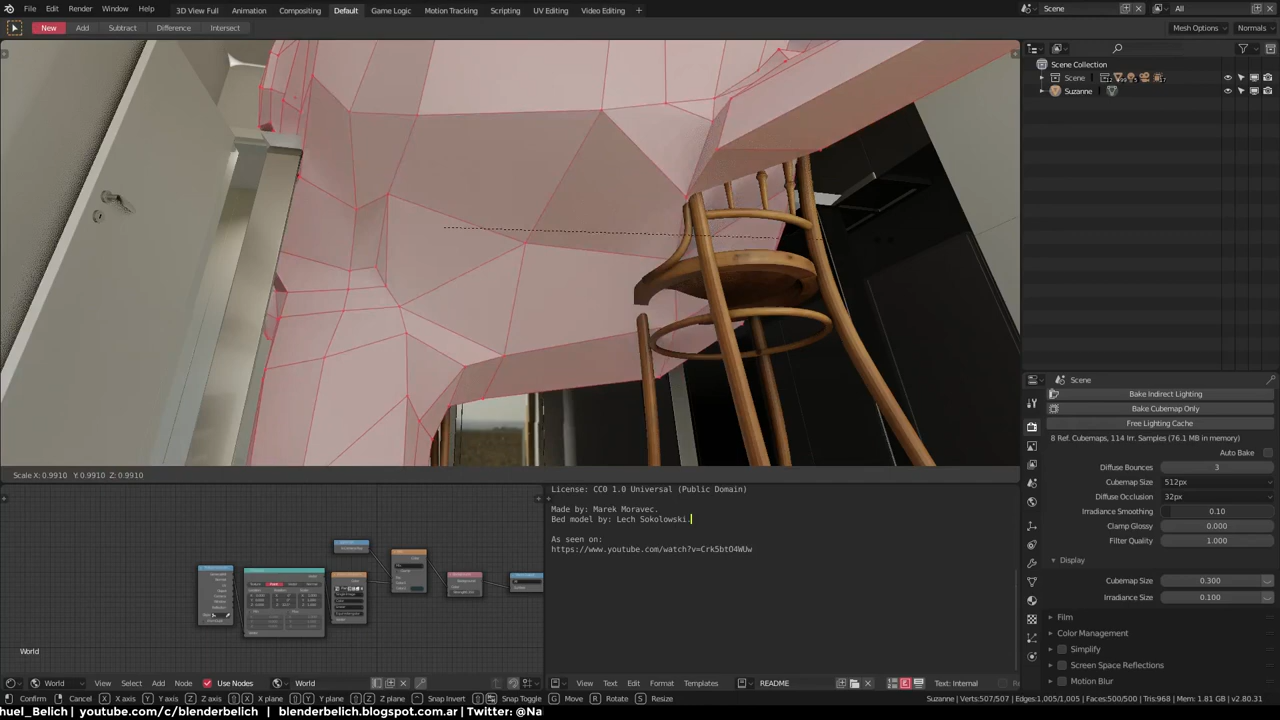 File Edit Render Window Help
3D View Full Animation Compositing Default Game Logic Motion Tracking Scripting UV Editing Video Editing +
Scene All
New Add Subtract Difference Intersect
Mesh Options Normals
Scene Collection
Scene
Suzanne
Scene
Bake Indirect Lighting
Bake Cubemap Only
Free Lighting Cache
8 Ref. Cubemaps, 114 Irr. Samples (76.1 MB in memory)
Auto Bake
Diffuse Bounces 3
Cubemap Size 512px
Diffuse Occlusion 32px
Irradiance Smoothing 0.10
Clamp Glossy 0.000
Filter Quality 1.000
Display
Cubemap Size 0.300
Irradiance Size 0.100
Film
Color Management
Simplify
Screen Space Reflections
Motion Blur
Scale X: 0.9910 Y: 0.9910 Z: 0.9910
License: CC0 1.0 Universal (Public Domain)
Made by: Marek Moravec.
Bed model by: Lech Sokolowski.
As seen on:
https://www.youtube.com/watch?v=Crk5btO4WUw
World
World View Select Add Node Use Nodes World
View Text Edit Format Templates README Text: Internal
Confirm Cancel X X axis Y Y axis Z Z axis X X plane Y Y plane Z Z plane Snap Invert Snap Toggle G Move R Rotate S Resize
Suzanne | Verts:507/507 | Edges:1,005/1,005 | Faces:500/500 | Tris:968 | Mem: 1.81 GB | v2.80.31
huel_Belich | youtube.com/c/blenderbelich | blenderbelich.blogspot.com.ar | Twitter: @Na